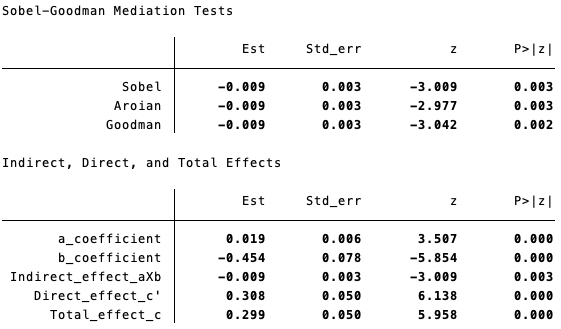 Sobel-Goodman Mediation Tests
Est Std_err z P>|z|
Sobel -0.009 0.003 -3.009 0.003
Aroian -0.009 0.003 -2.977 0.003
Goodman -0.009 0.003 -3.042 0.002
Indirect, Direct, and Total Effects
Est Std_err z P>|z|
a_coefficient 0.019 0.006 3.507 0.000
b_coefficient -0.454 0.078 -5.854 0.000
Indirect_effect_aXb -0.009 0.003 -3.009 0.003
Direct_effect_c' 0.308 0.050 6.138 0.000
Total_effect_c 0.299 0.050 5.958 0.000